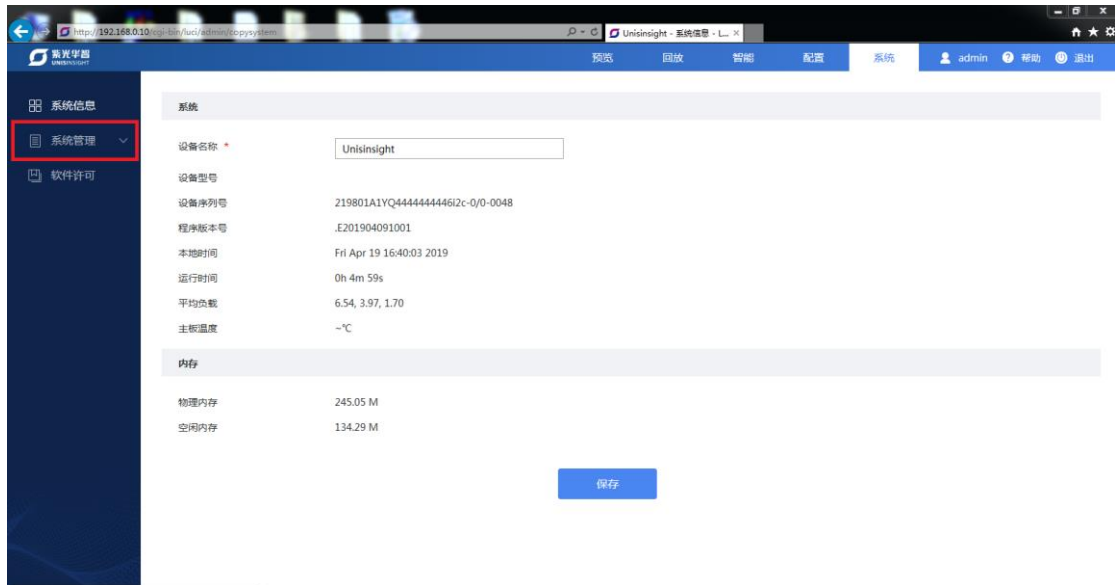 http://192.168.0.10/cgi-bin/luci/admin/copysystem
Unisinsight - 系统信息 - L...
紫光华智
UNISINSIGHT
预览 回放 智能 配置 系统 admin 帮助 退出
系统信息
系统管理
软件许可
系统
设备名称 * Unisinsight
设备型号
设备序列号 219801A1YQ4444444446i2c-0/0-0048
程序版本号 .E201904091001
本地时间 Fri Apr 19 16:40:03 2019
运行时间 0h 4m 59s
平均负载 6.54, 3.97, 1.70
主板温度 ~℃
内存
物理内存 245.05 M
空闲内存 134.29 M
保存